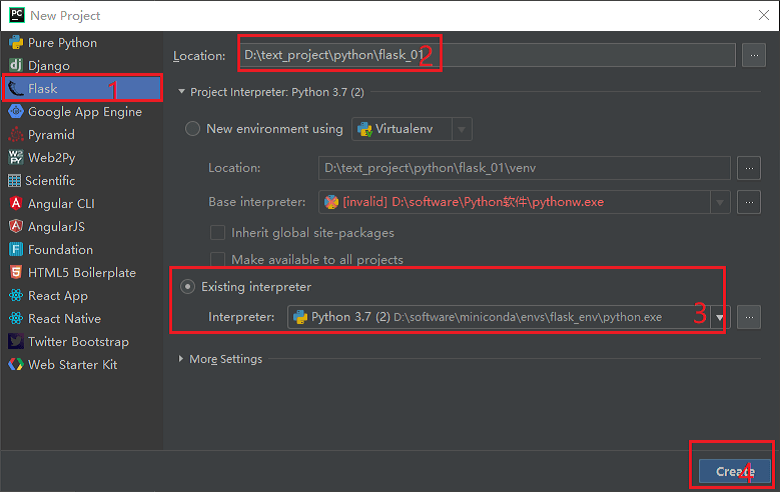 New Project
Pure Python
Django
Flask 1
Google App Engine
Pyramid
Web2Py
Scientific
Angular CLI
AngularJS
Foundation
HTML5 Boilerplate
React App
React Native
Twitter Bootstrap
Web Starter Kit
Location: D:\text_project\python\flask_01 2
Project Interpreter: Python 3.7 (2)
New environment using Virtualenv
Location: D:\text_project\python\flask_01\venv
Base interpreter: [invalid] D:\software\Python软件\pythonw.exe
Inherit global site-packages
Make available to all projects
Existing interpreter
Interpreter: Python 3.7 (2) D:\software\miniconda\envs\flask_env\python.exe 3
More Settings
Create 4